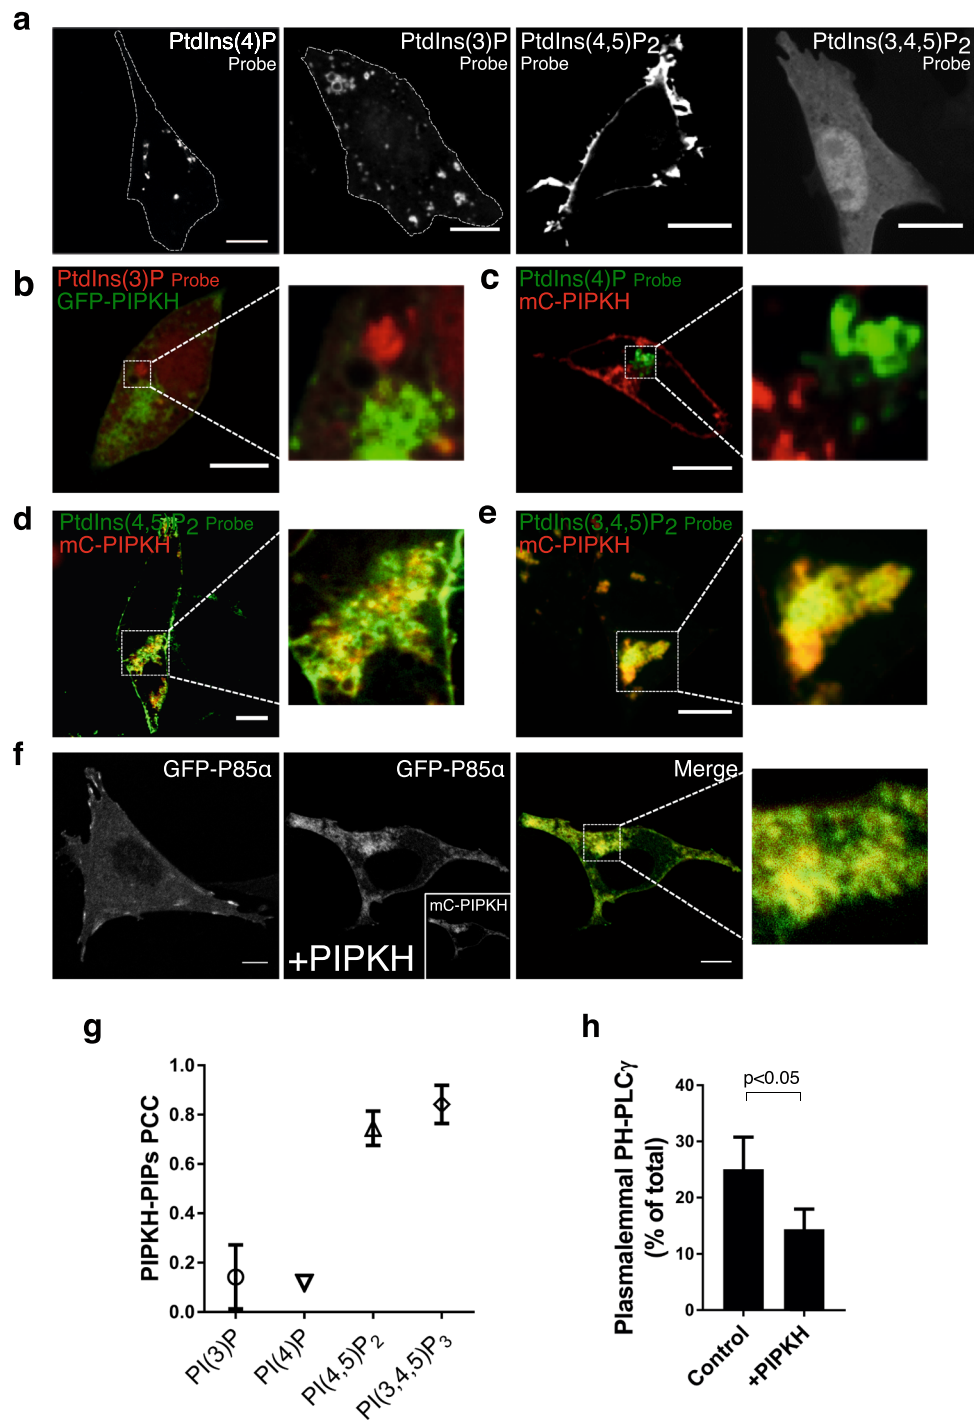 a
PtdIns(4)P
Probe
PtdIns(3)P
Probe
PtdIns(4,5)P2
Probe
PtdIns(3,4,5)P2
Probe
b
PtdIns(3)P Probe
GFP-PIPKH
c
PtdIns(4)P Probe
mC-PIPKH
d
PtdIns(4,5)P2 Probe
mC-PIPKH
e
PtdIns(3,4,5)P2 Probe
mC-PIPKH
f
GFP-P85α
GFP-P85α
+PIPKH
mC-PIPKH
Merge
g
PIPKH-PIPs PCC
1.0
0.8
0.6
0.4
0.2
0.0
PI(3)P
PI(4)P
PI(4,5)P2
PI(3,4,5)P3
h
Plasmalemmal PH-PLCγ
(% of total)
p<0.05
40
30
20
10
0
Control
+PIPKH